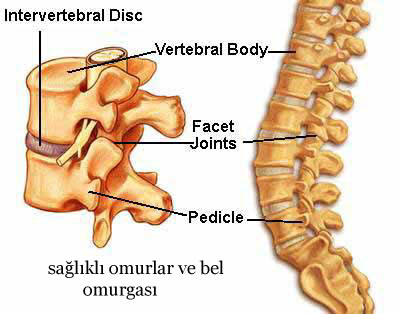 Intervertebral Disc
Vertebral Body
Facet
Joints
Pedicle
sağlıklı omurlar ve bel
omurgası